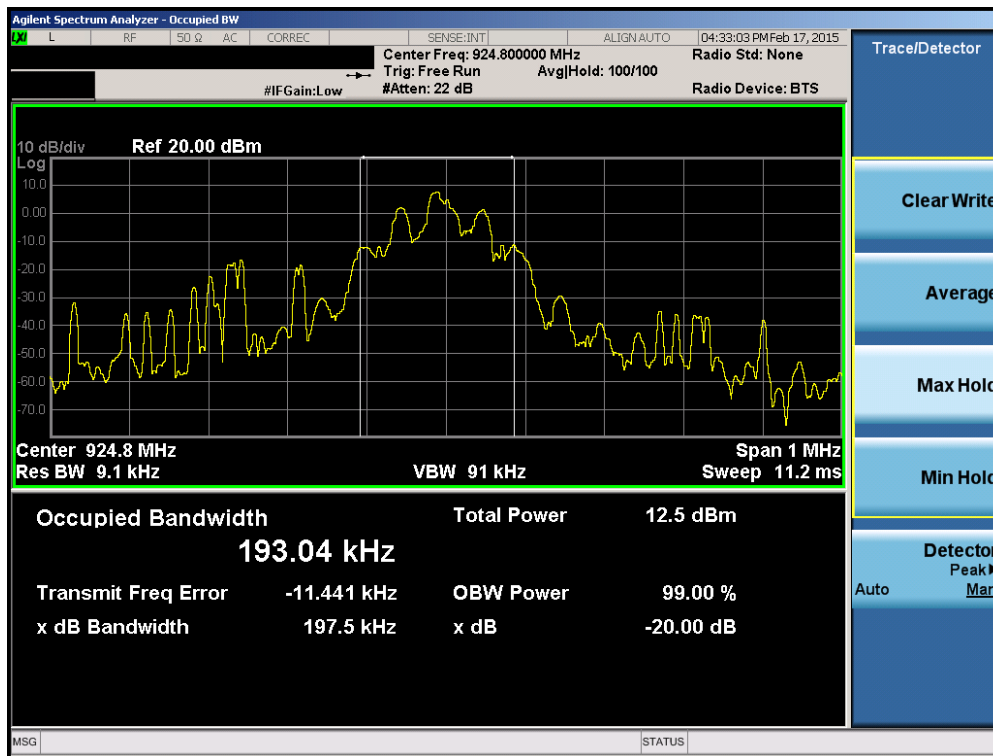 Agilent Spectrum Analyzer - Occupied BW
LXI L RF 50 Ω AC CORREC SENSE:INT ALIGN AUTO 04:33:03 PM Feb 17, 2015
Center Freq: 924.800000 MHz Radio Std: None
Trig: Free Run Avg|Hold: 100/100
#IFGain:Low #Atten: 22 dB Radio Device: BTS
10 dB/div Ref 20.00 dBm
Log
10.0
0.00
-10.0
-20.0
-30.0
-40.0
-50.0
-60.0
-70.0
Center 924.8 MHz Span 1 MHz
Res BW 9.1 kHz VBW 91 kHz Sweep 11.2 ms
Occupied Bandwidth Total Power 12.5 dBm
193.04 kHz
Transmit Freq Error -11.441 kHz OBW Power 99.00 %
x dB Bandwidth 197.5 kHz x dB -20.00 dB
Trace/Detector
Clear Write
Average
Max Hold
Min Hold
Detector
Peak
Auto Man
MSG STATUS